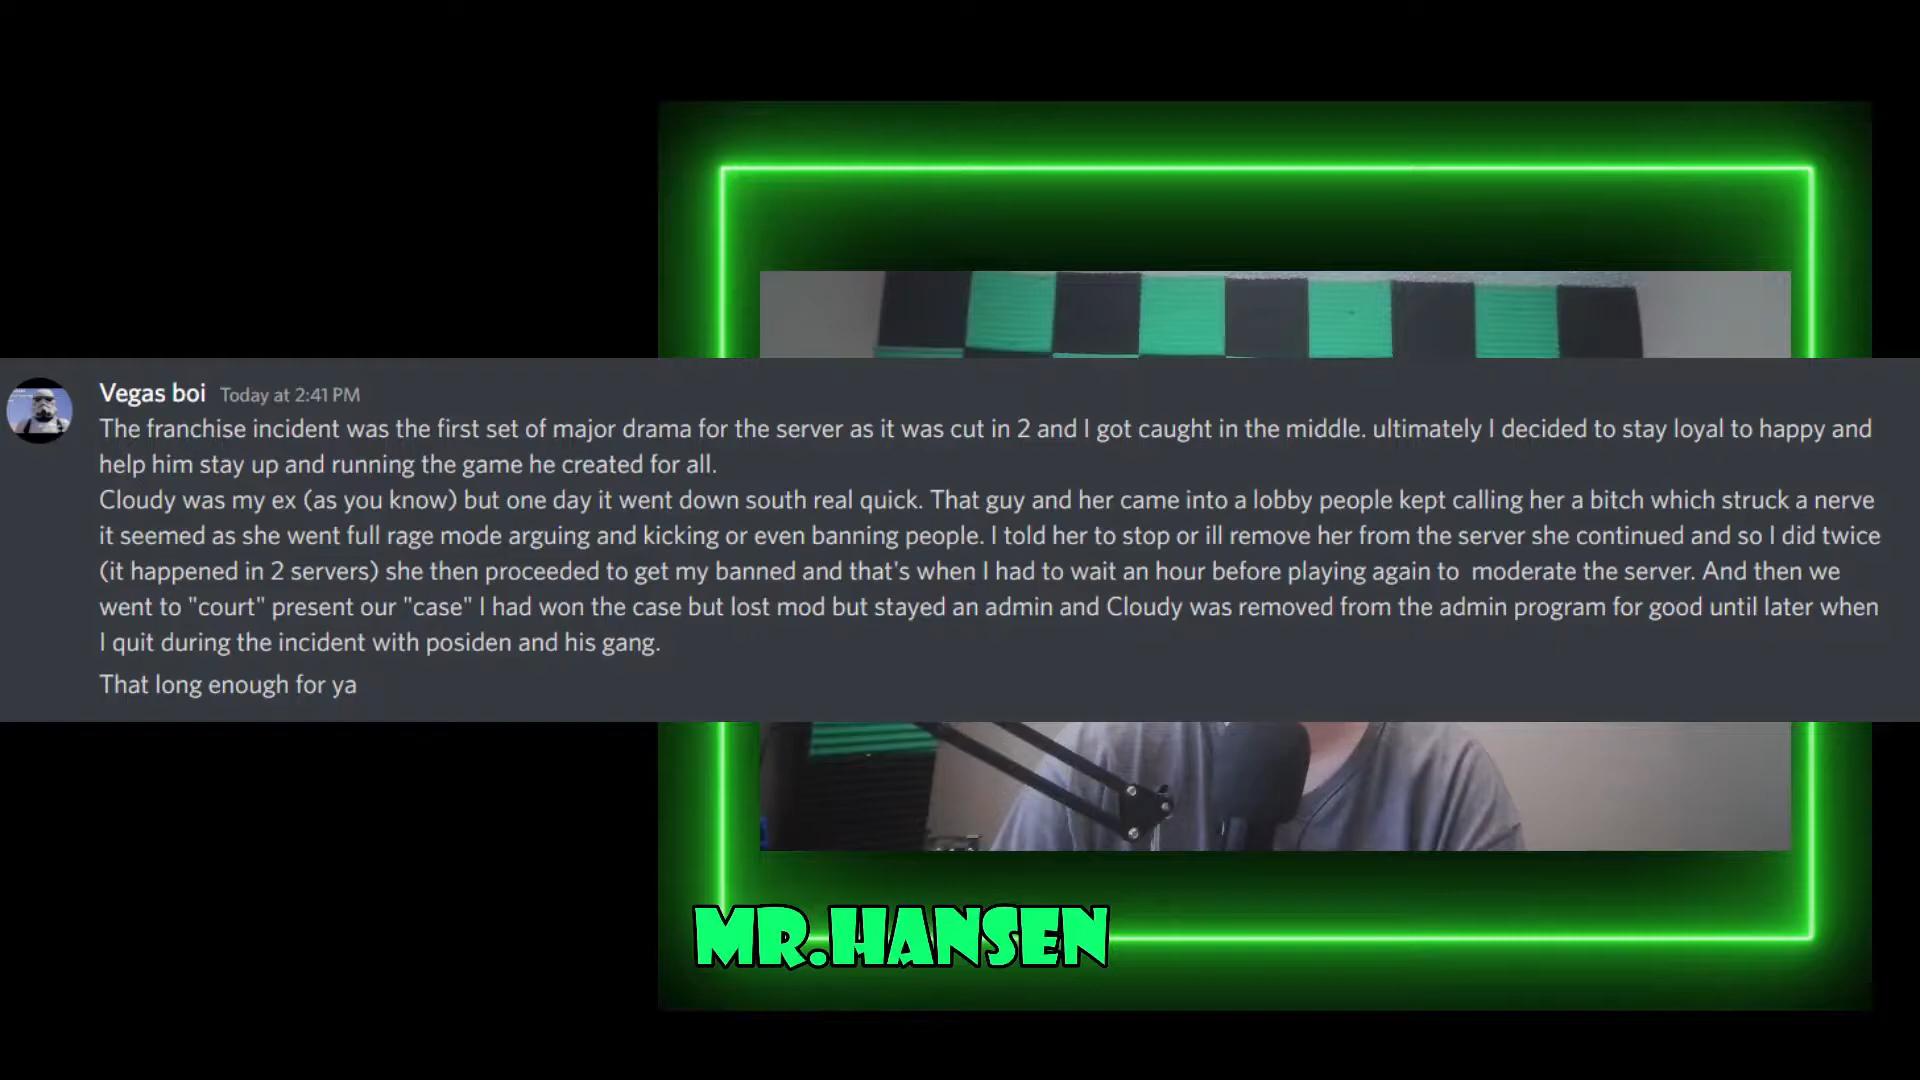 Vegas boi Today at 2:41 PM
The franchise incident was the first set of major drama for the server as it was cut in 2 and I got caught in the middle. ultimately I decided to stay loyal to happy and
help him stay up and running the game he created for all.
Cloudy was my ex (as you know) but one day it went down south real quick. That guy and her came into a lobby people kept calling her a bitch which struck a nerve
it seemed as she went full rage mode arguing and kicking or even banning people. I told her to stop or ill remove her from the server she continued and so I did twice
(it happened in 2 servers) she then proceeded to get my banned and that's when I had to wait an hour before playing again to  moderate the server. And then we
went to "court" present our "case" I had won the case but lost mod but stayed an admin and Cloudy was removed from the admin program for good until later when
I quit during the incident with posiden and his gang.
That long enough for ya
MR.HANSEN